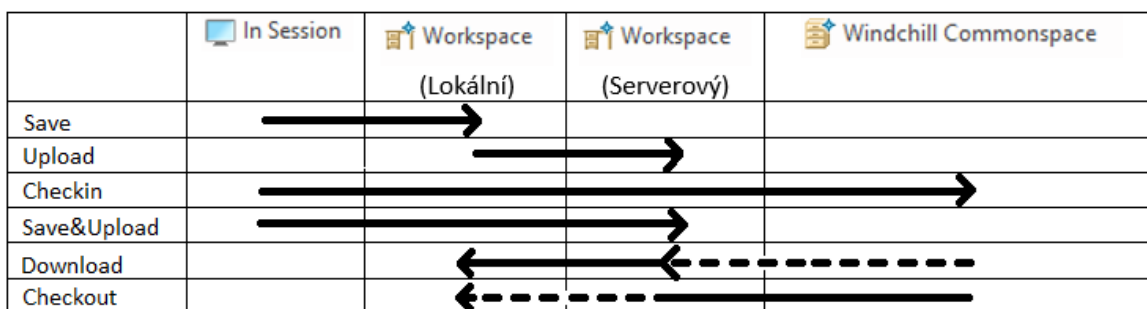 In Session Workspace Workspace Windchill Commonspace
(Lokální) (Serverový)
Save
Upload
Checkin
Save&Upload
Download
Checkout